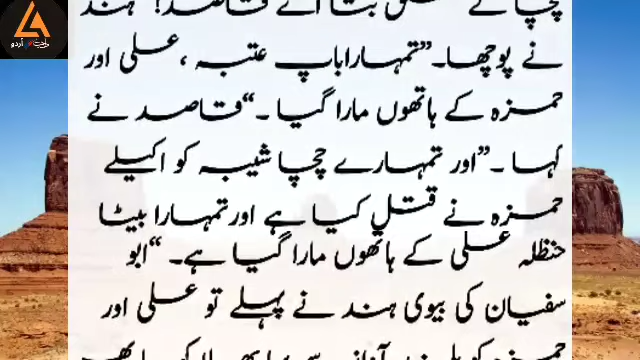 نے پوچھا۔”تمہارا باپ عتبہ ،علی اور
حمزہ کے ہاتھوں مارا گیا ۔“قاصد نے
کہا ۔”اور تمہارے چچا شیبہ کو اکیلے
حمزہ نے قتل کیا ہے اور تمہارا بیٹا
حنظلہ علی کے ہاتھوں مارا گیا ہے۔ “ابو
سفیان کی بیوی ہند نے پہلے تو علی اور